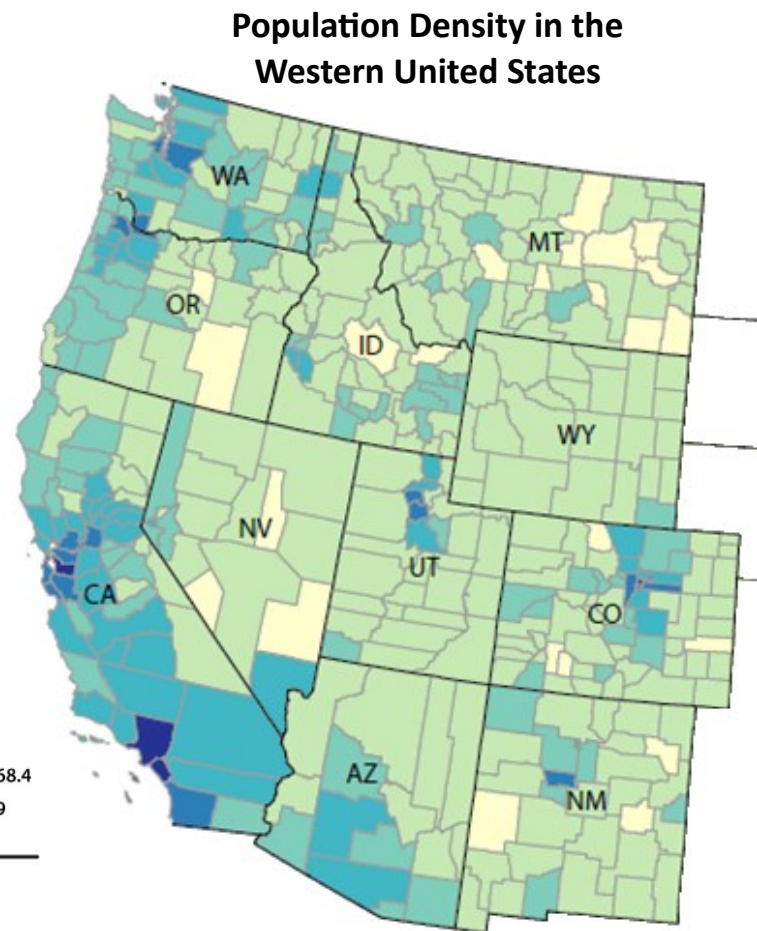 Population Density in the
Western United States
WA
MT
OR
ID
WY
NV
UT
CA
CO
AZ
NM